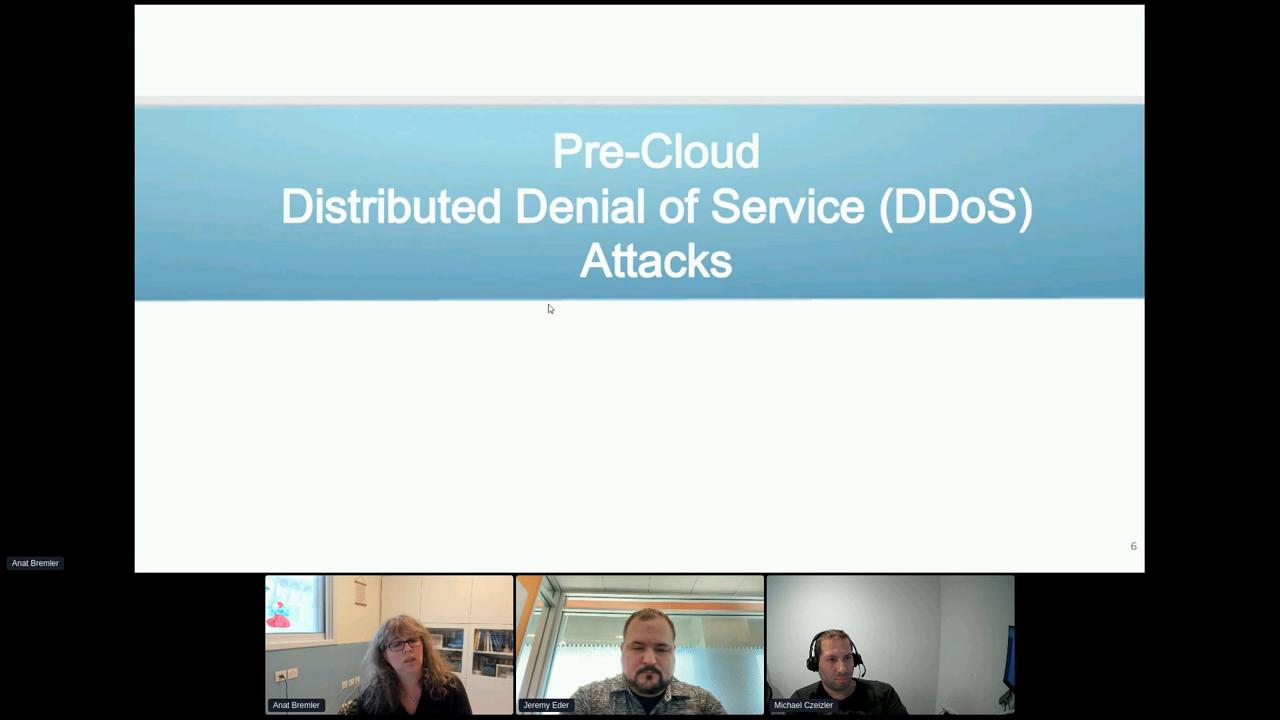 Pre-Cloud
Distributed Denial of Service (DDoS)
Attacks
6
Anat Bremler
Anat Bremler
Jeremy Eder
Michael Czeizler